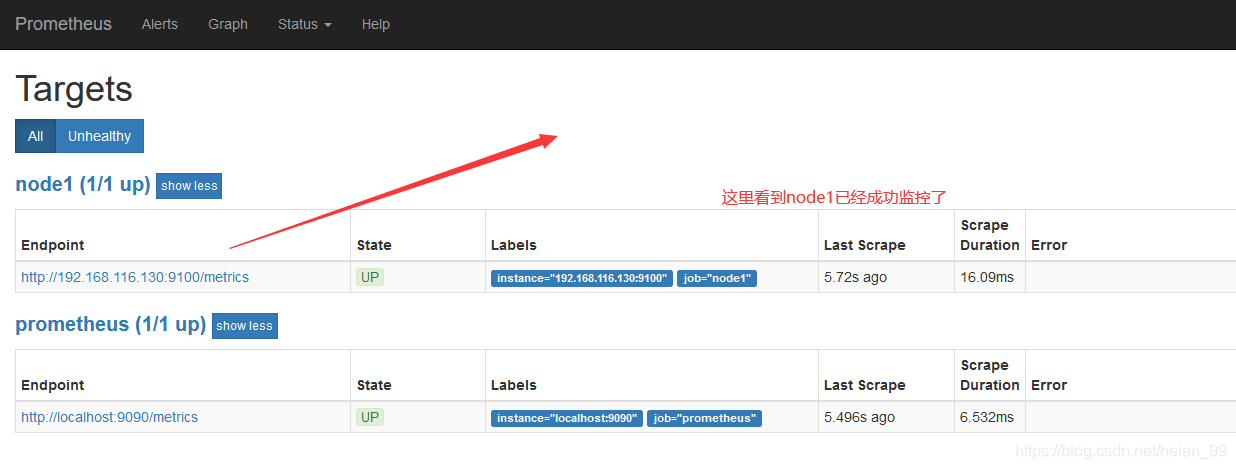 Prometheus Alerts Graph Status Help
Targets
All Unhealthy
node1 (1/1 up) show less
这里看到node1已经成功监控了
Endpoint State Labels Last Scrape Scrape Duration Error
http://192.168.116.130:9100/metrics UP instance="192.168.116.130:9100" job="node1" 5.72s ago 16.09ms
prometheus (1/1 up) show less
Endpoint State Labels Last Scrape Scrape Duration Error
http://localhost:9090/metrics UP instance="localhost:9090" job="prometheus" 5.496s ago 6.532ms
https://blog.csdn.net/heian_99